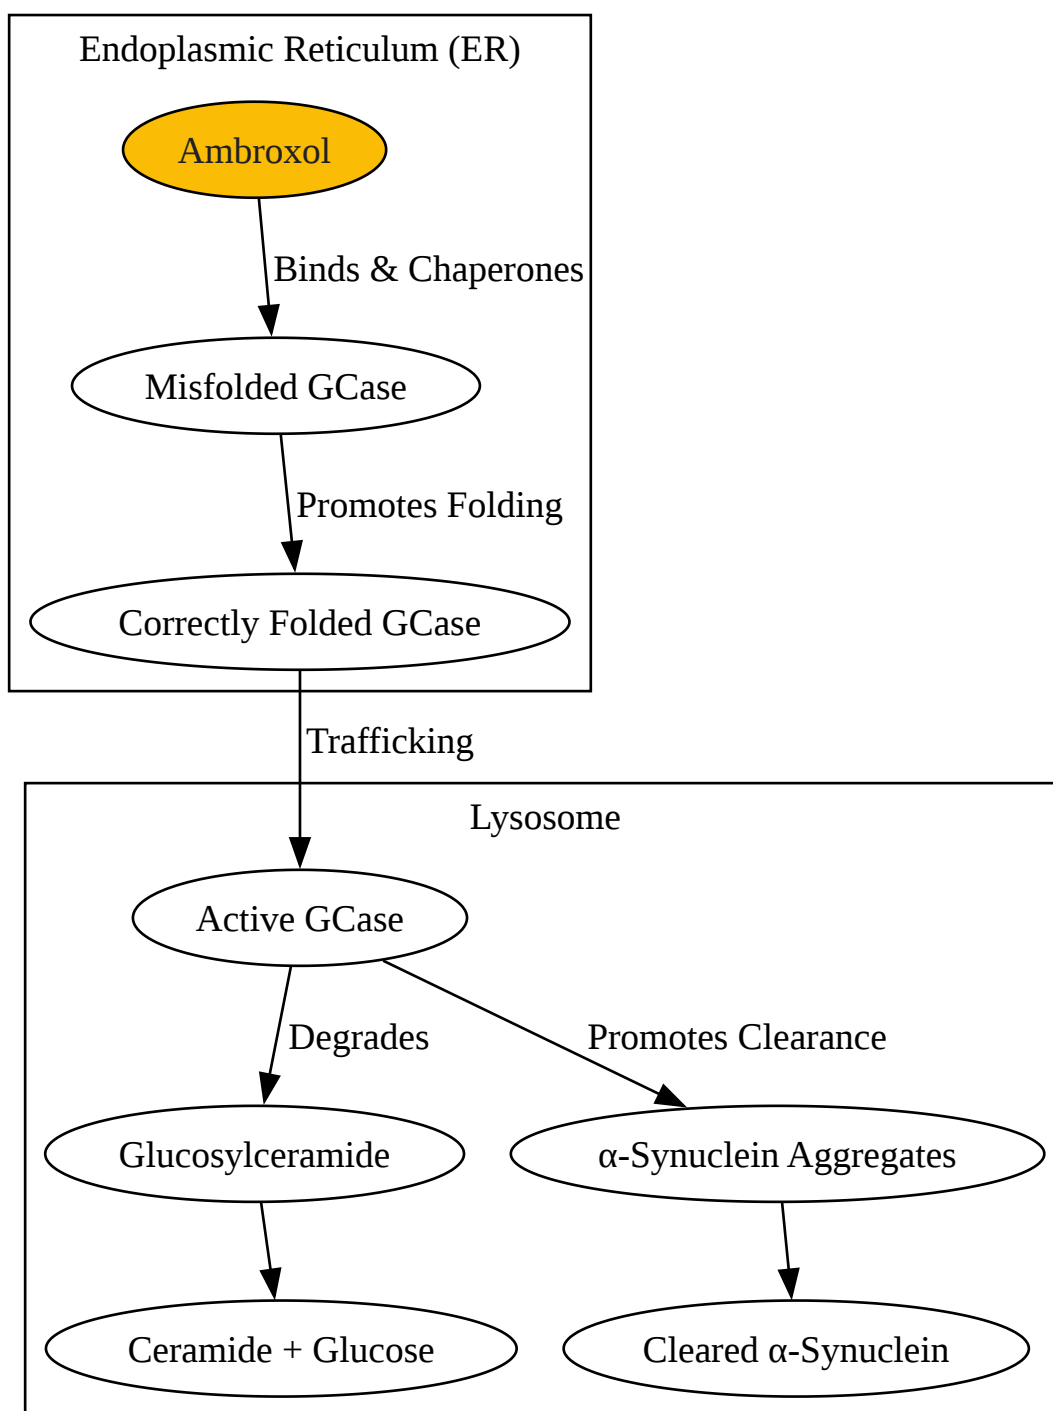 Endoplasmic Reticulum (ER)
Ambroxol
Binds & Chaperones
Misfolded GCase
Promotes Folding
Correctly Folded GCase
Trafficking
Lysosome
Active GCase
Degrades
Promotes Clearance
Glucosylceramide
α-Synuclein Aggregates
Ceramide + Glucose
Cleared α-Synuclein